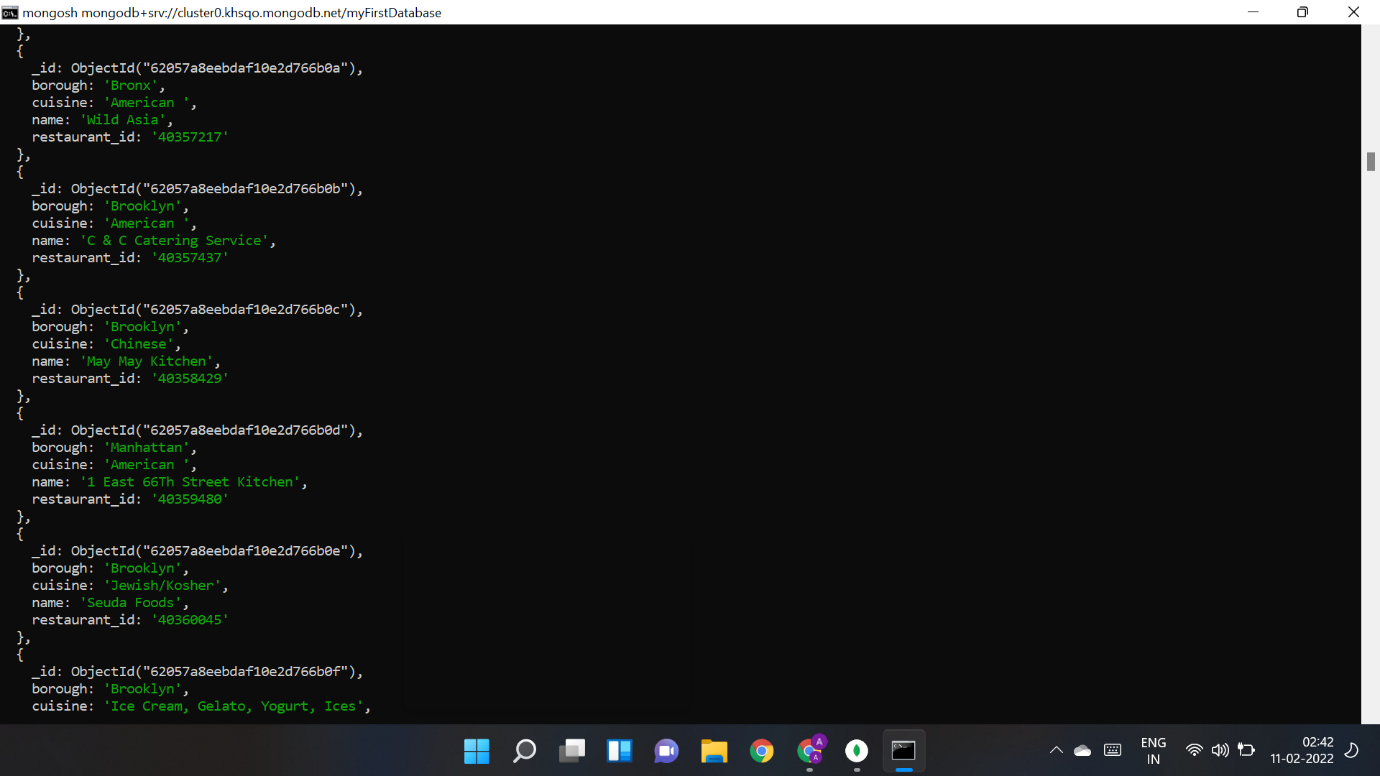 mongosh mongodb+srv://cluster0.khsqo.mongodb.net/myFirstDatabase
},
{
_id: ObjectId("62057a8eebdaf10e2d766b0a"),
borough: 'Bronx',
cuisine: 'American ',
name: 'Wild Asia',
restaurant_id: '40357217'
},
{
_id: ObjectId("62057a8eebdaf10e2d766b0b"),
borough: 'Brooklyn',
cuisine: 'American ',
name: 'C & C Catering Service',
restaurant_id: '40357437'
},
{
_id: ObjectId("62057a8eebdaf10e2d766b0c"),
borough: 'Brooklyn',
cuisine: 'Chinese',
name: 'May May Kitchen',
restaurant_id: '40358429'
},
{
_id: ObjectId("62057a8eebdaf10e2d766b0d"),
borough: 'Manhattan',
cuisine: 'American ',
name: '1 East 66Th Street Kitchen',
restaurant_id: '40359480'
},
{
_id: ObjectId("62057a8eebdaf10e2d766b0e"),
borough: 'Brooklyn',
cuisine: 'Jewish/Kosher',
name: 'Seuda Foods',
restaurant_id: '40360045'
},
{
_id: ObjectId("62057a8eebdaf10e2d766b0f"),
borough: 'Brooklyn',
cuisine: 'Ice Cream, Gelato, Yogurt, Ices',
A
A
ENG
IN
02:42
11-02-2022